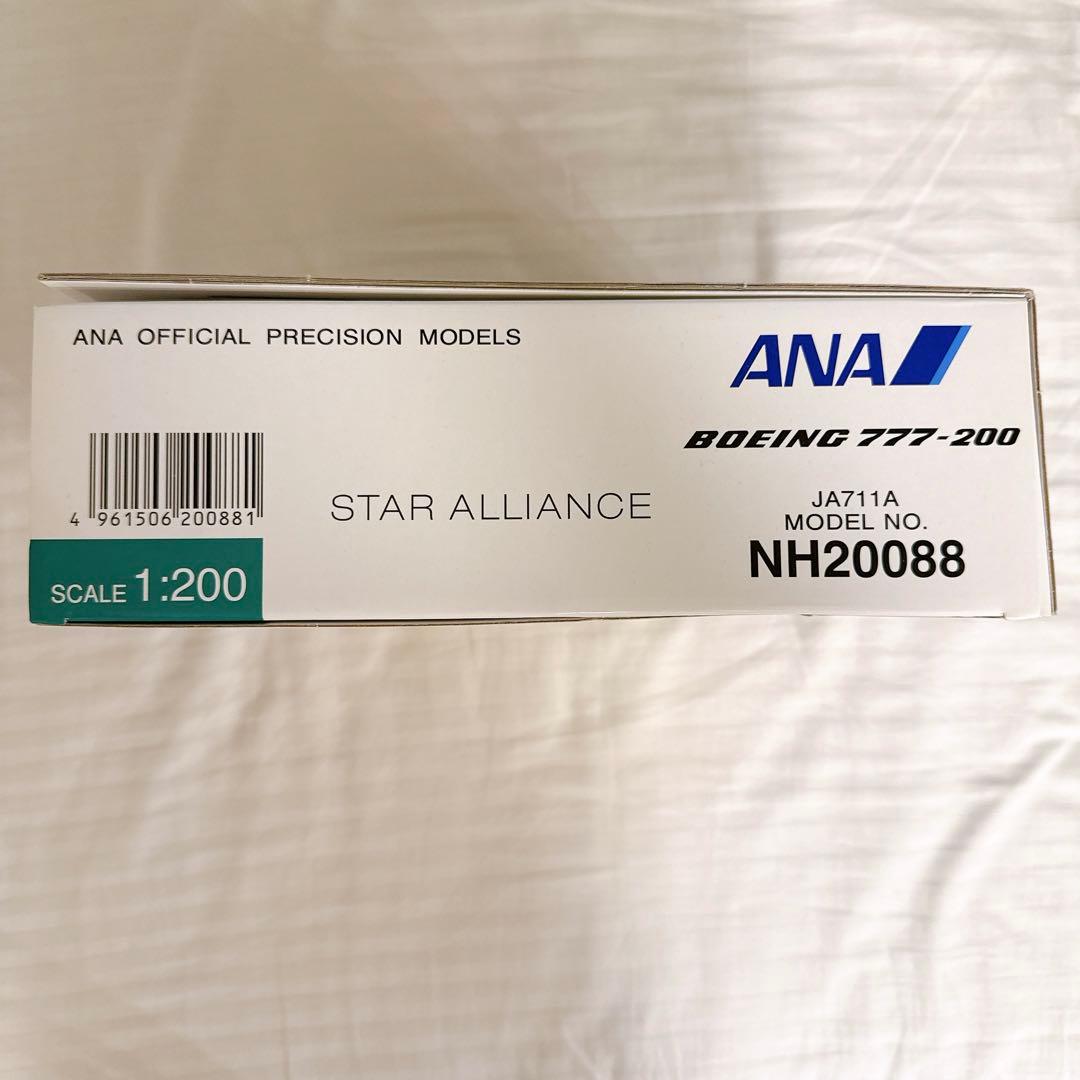 ANA OFFICIAL PRECISION MODELS
ANA
BOEING 777-200
4 961506 200881
STAR ALLIANCE
JA711A
MODEL NO.
NH20088
SCALE 1:200